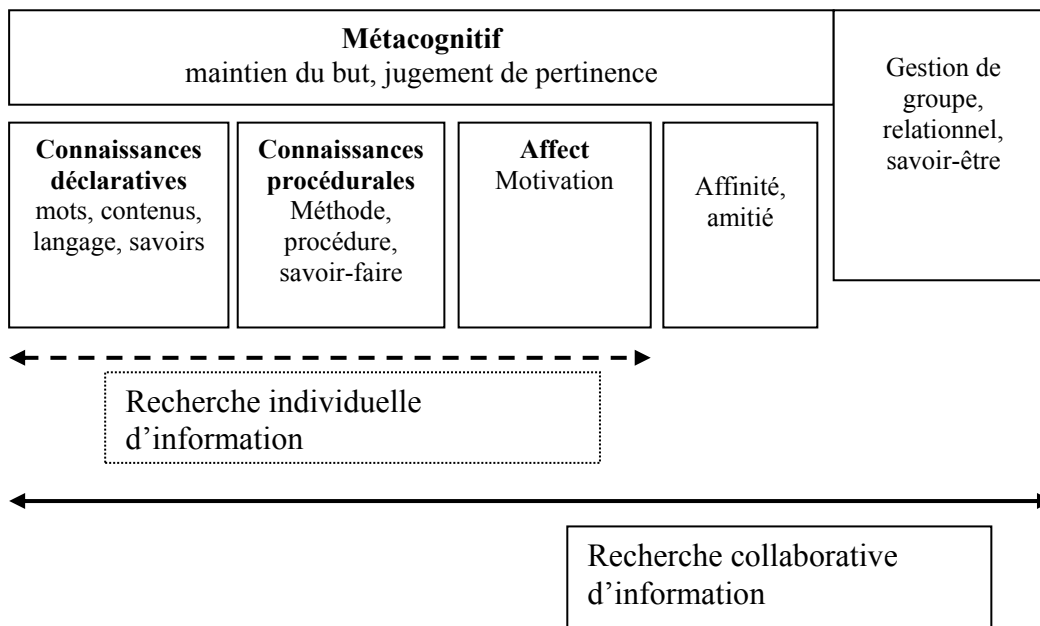 Métacognitif
maintien du but, jugement de pertinence
Gestion de
groupe,
relationnel,
savoir-être
Connaissances
déclaratives
mots, contenus,
langage, savoirs
Connaissances
procédurales
Méthode,
procédure,
savoir-faire
Affect
Motivation
Affinité,
amitié
Recherche individuelle
d’information
Recherche collaborative
d’information